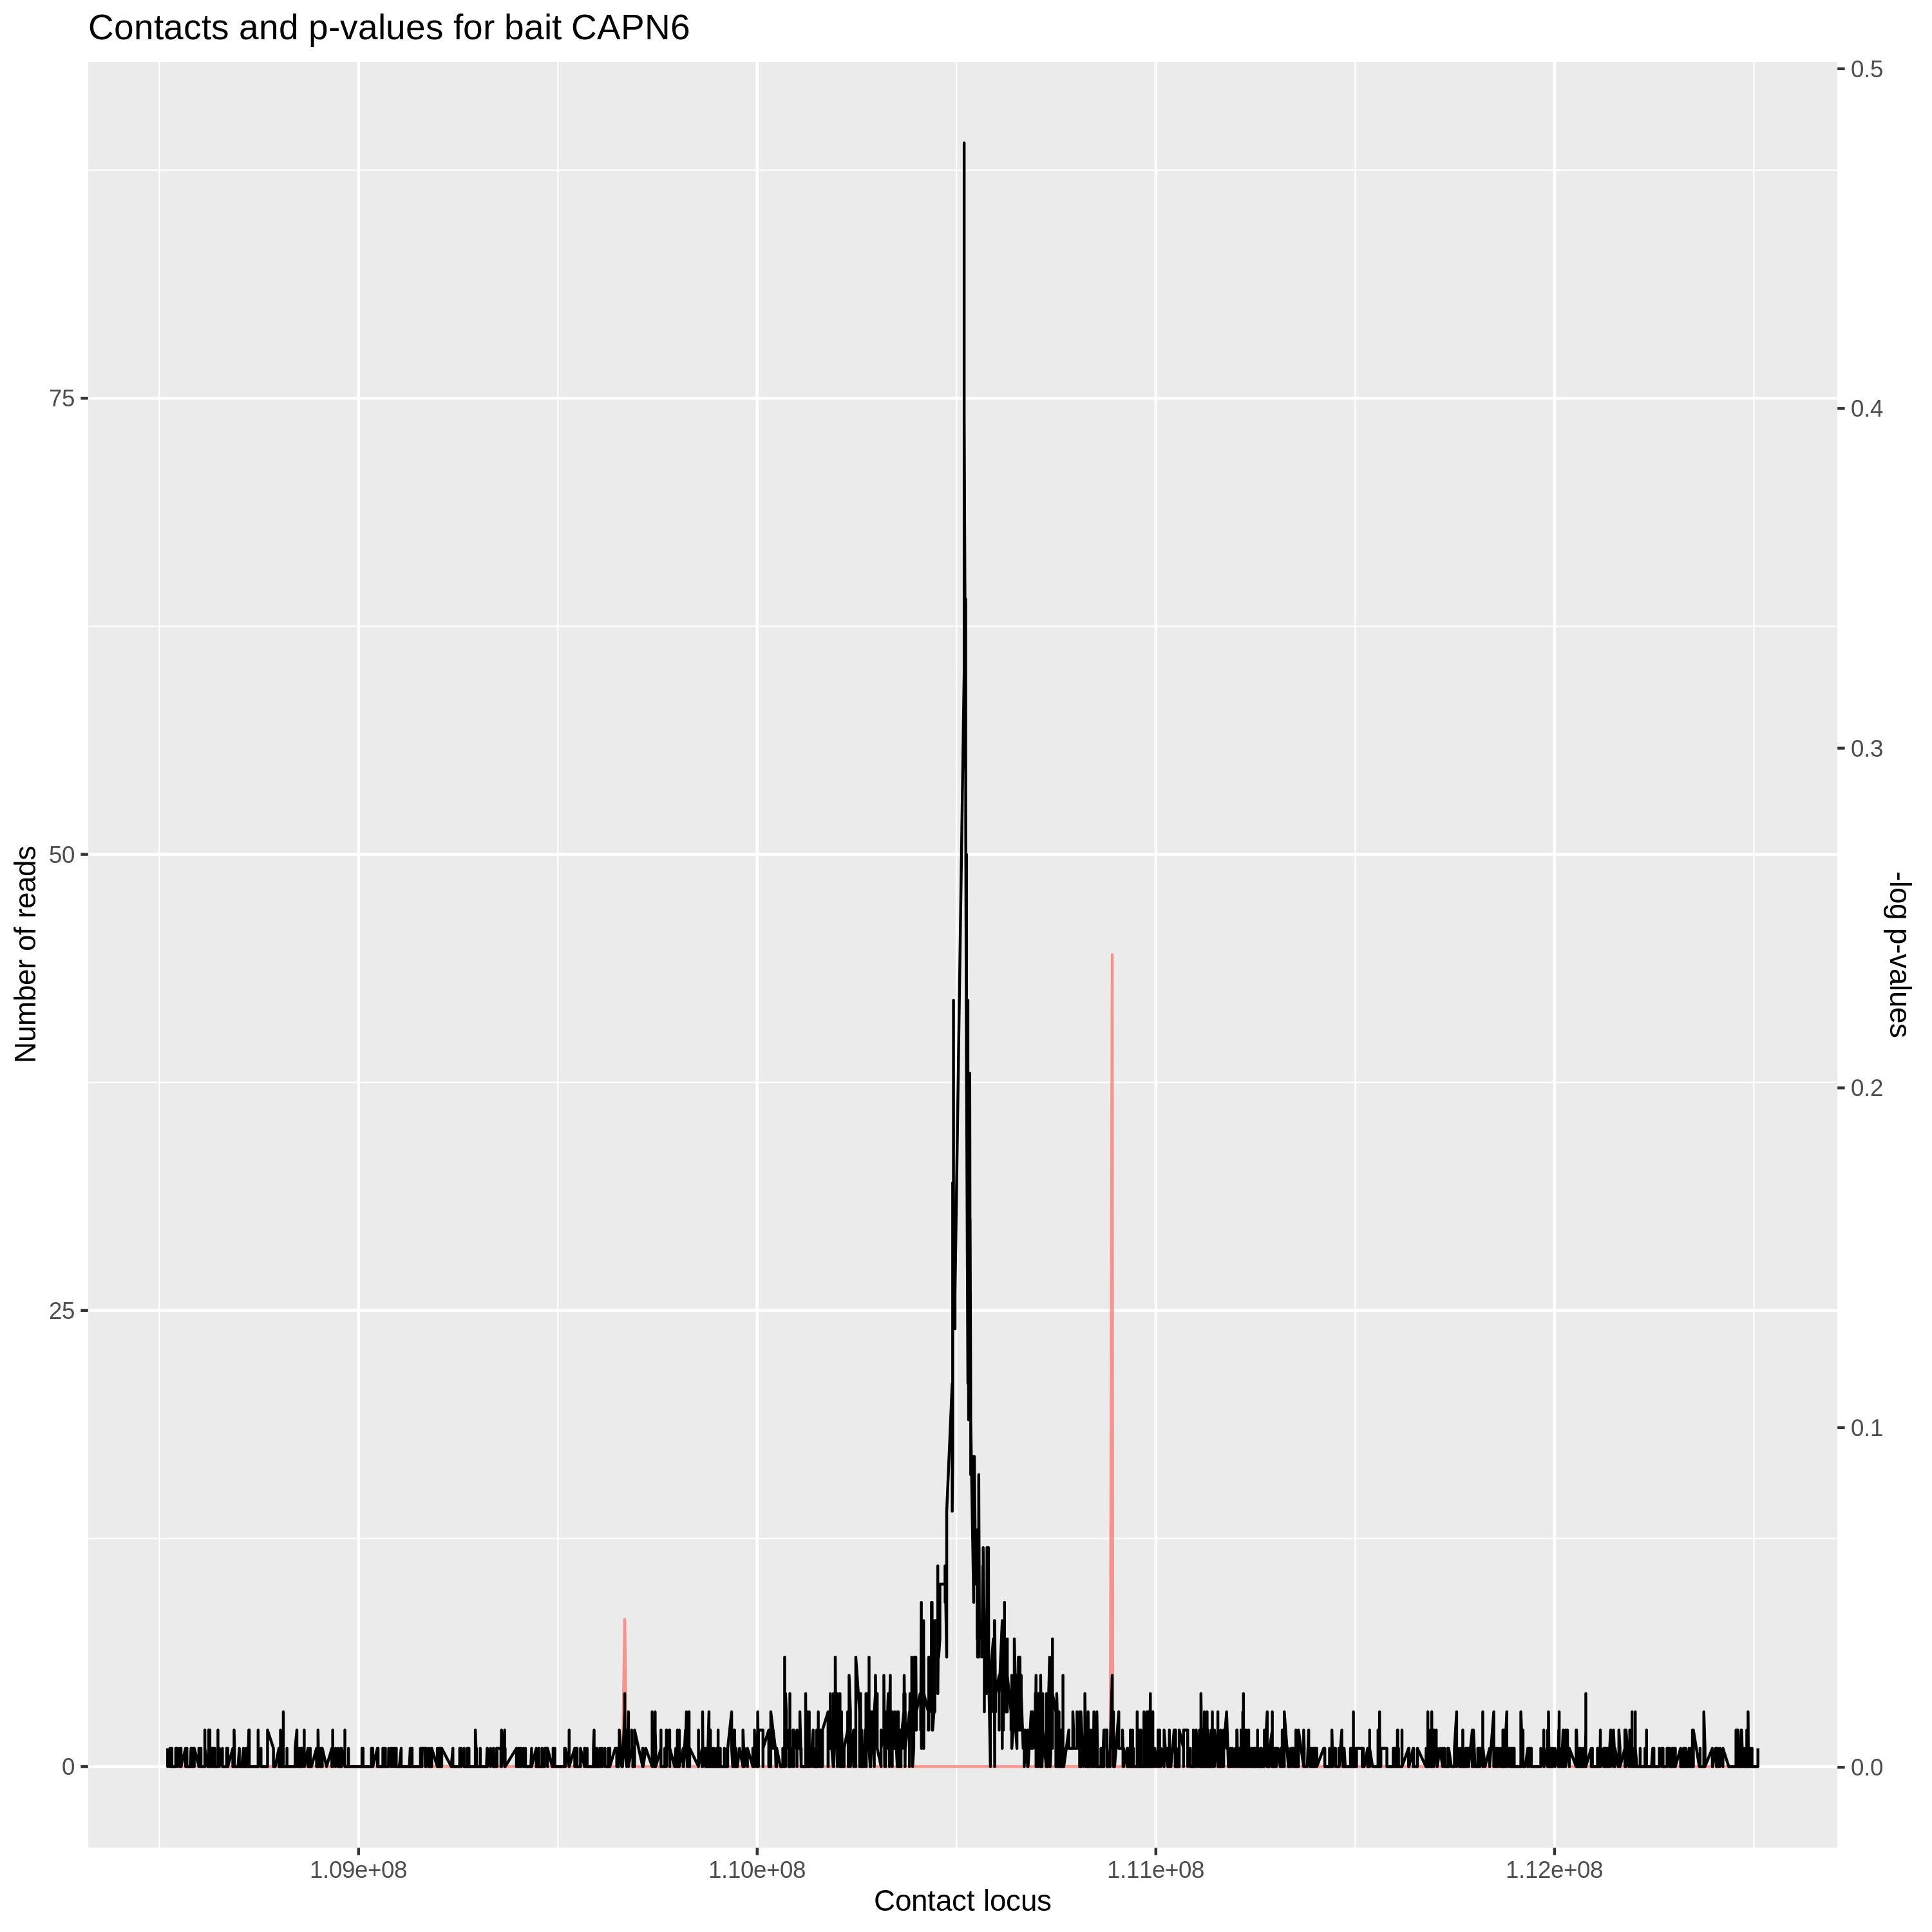 Contacts and p-values for bait CAPN6
Number of reads
75
50
25
0
0.5
0.4
0.3
0.2
0.1
0.0
-log p-values
1.09e+08
1.10e+08
1.11e+08
1.12e+08
Contact locus